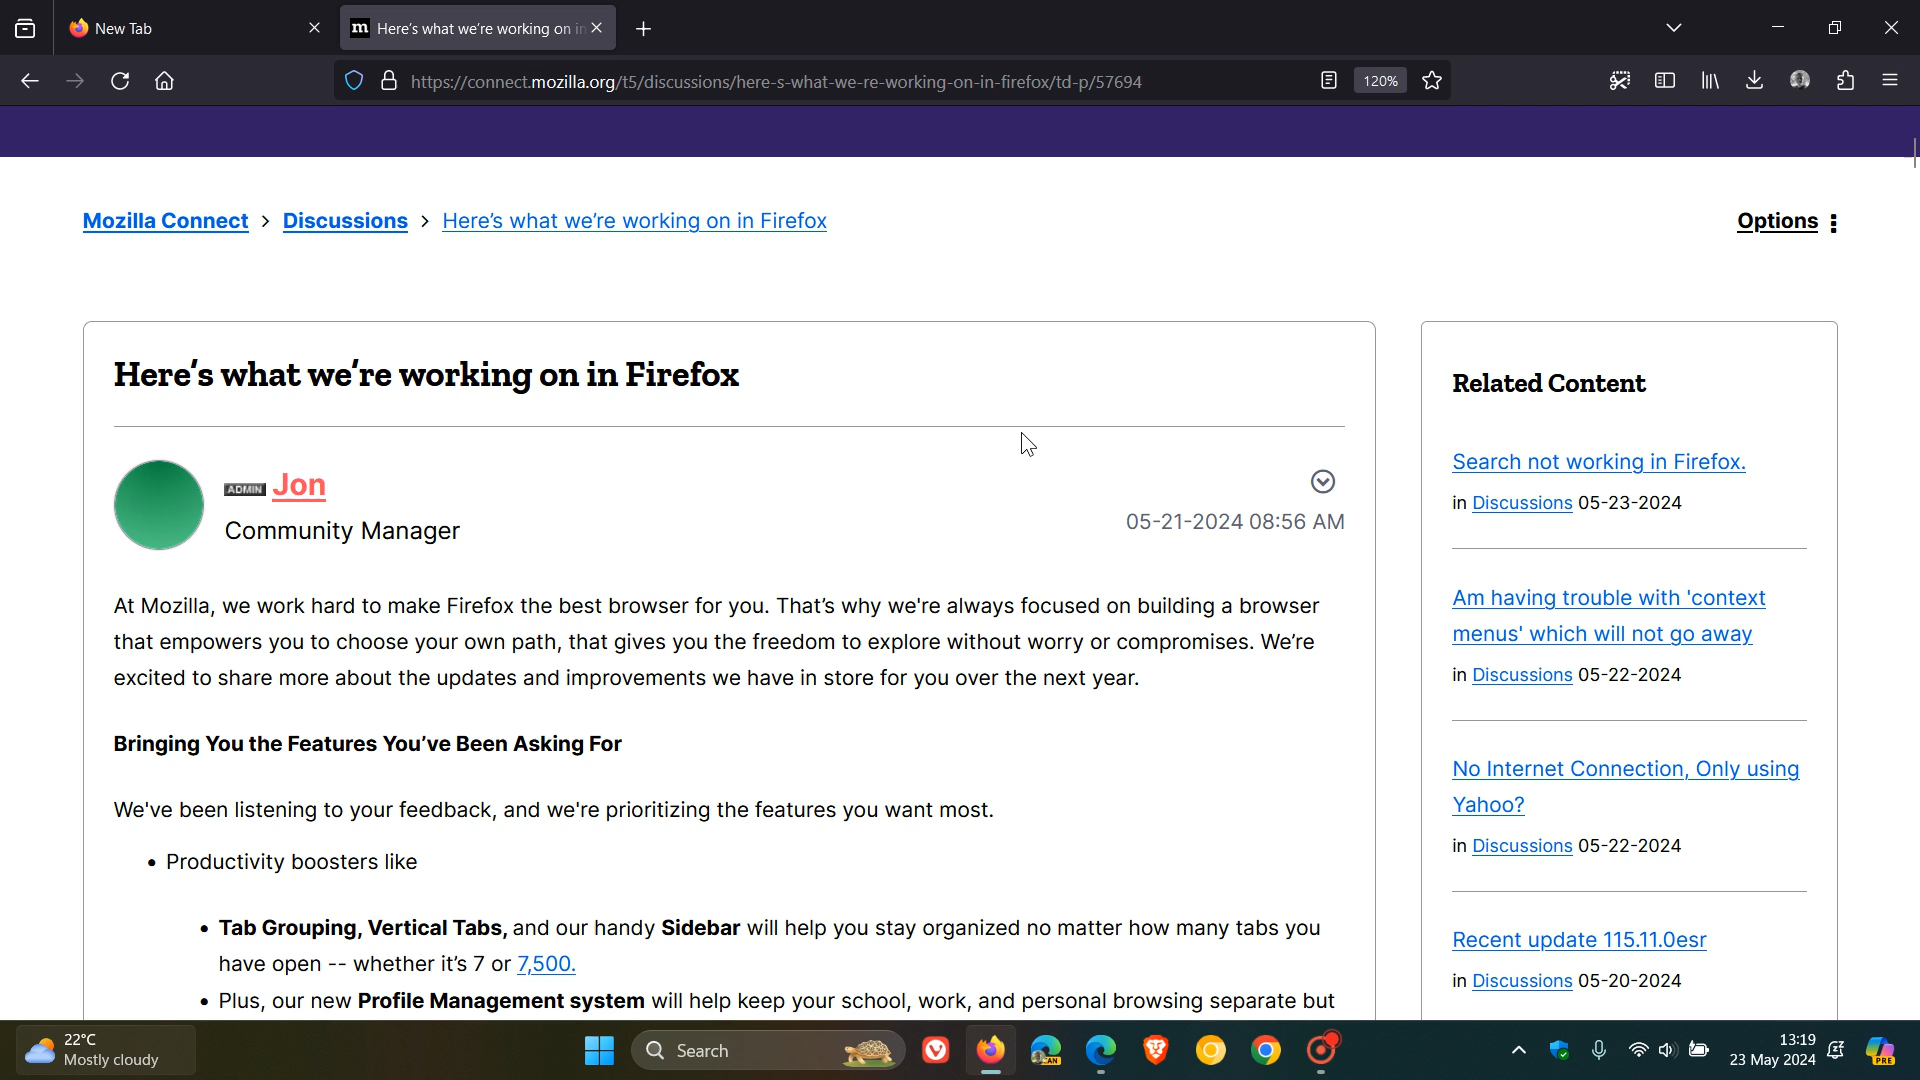 New Tab
Here's what we're working on in
https://connect.mozilla.org/t5/discussions/here-s-what-we-re-working-on-in-firefox/td-p/57694
120%
Mozilla Connect > Discussions > Here's what we're working on in Firefox
Options
Here's what we're working on in Firefox
ADMIN Jon
Community Manager
05-21-2024 08:56 AM
At Mozilla, we work hard to make Firefox the best browser for you. That's why we're always focused on building a browser
that empowers you to choose your own path, that gives you the freedom to explore without worry or compromises. We're
excited to share more about the updates and improvements we have in store for you over the next year.
Bringing You the Features You've Been Asking For
We've been listening to your feedback, and we're prioritizing the features you want most.
• Productivity boosters like
• Tab Grouping, Vertical Tabs, and our handy Sidebar will help you stay organized no matter how many tabs you
have open -- whether it's 7 or 7,500.
• Plus, our new Profile Management system will help keep your school, work, and personal browsing separate but
Related Content
Search not working in Firefox.
in Discussions 05-23-2024
Am having trouble with 'context
menus' which will not go away
in Discussions 05-22-2024
No Internet Connection, Only using
Yahoo?
in Discussions 05-22-2024
Recent update 115.11.0esr
in Discussions 05-20-2024
22°C
Mostly cloudy
Search
CAN
13:19
23 May 2024
PRE